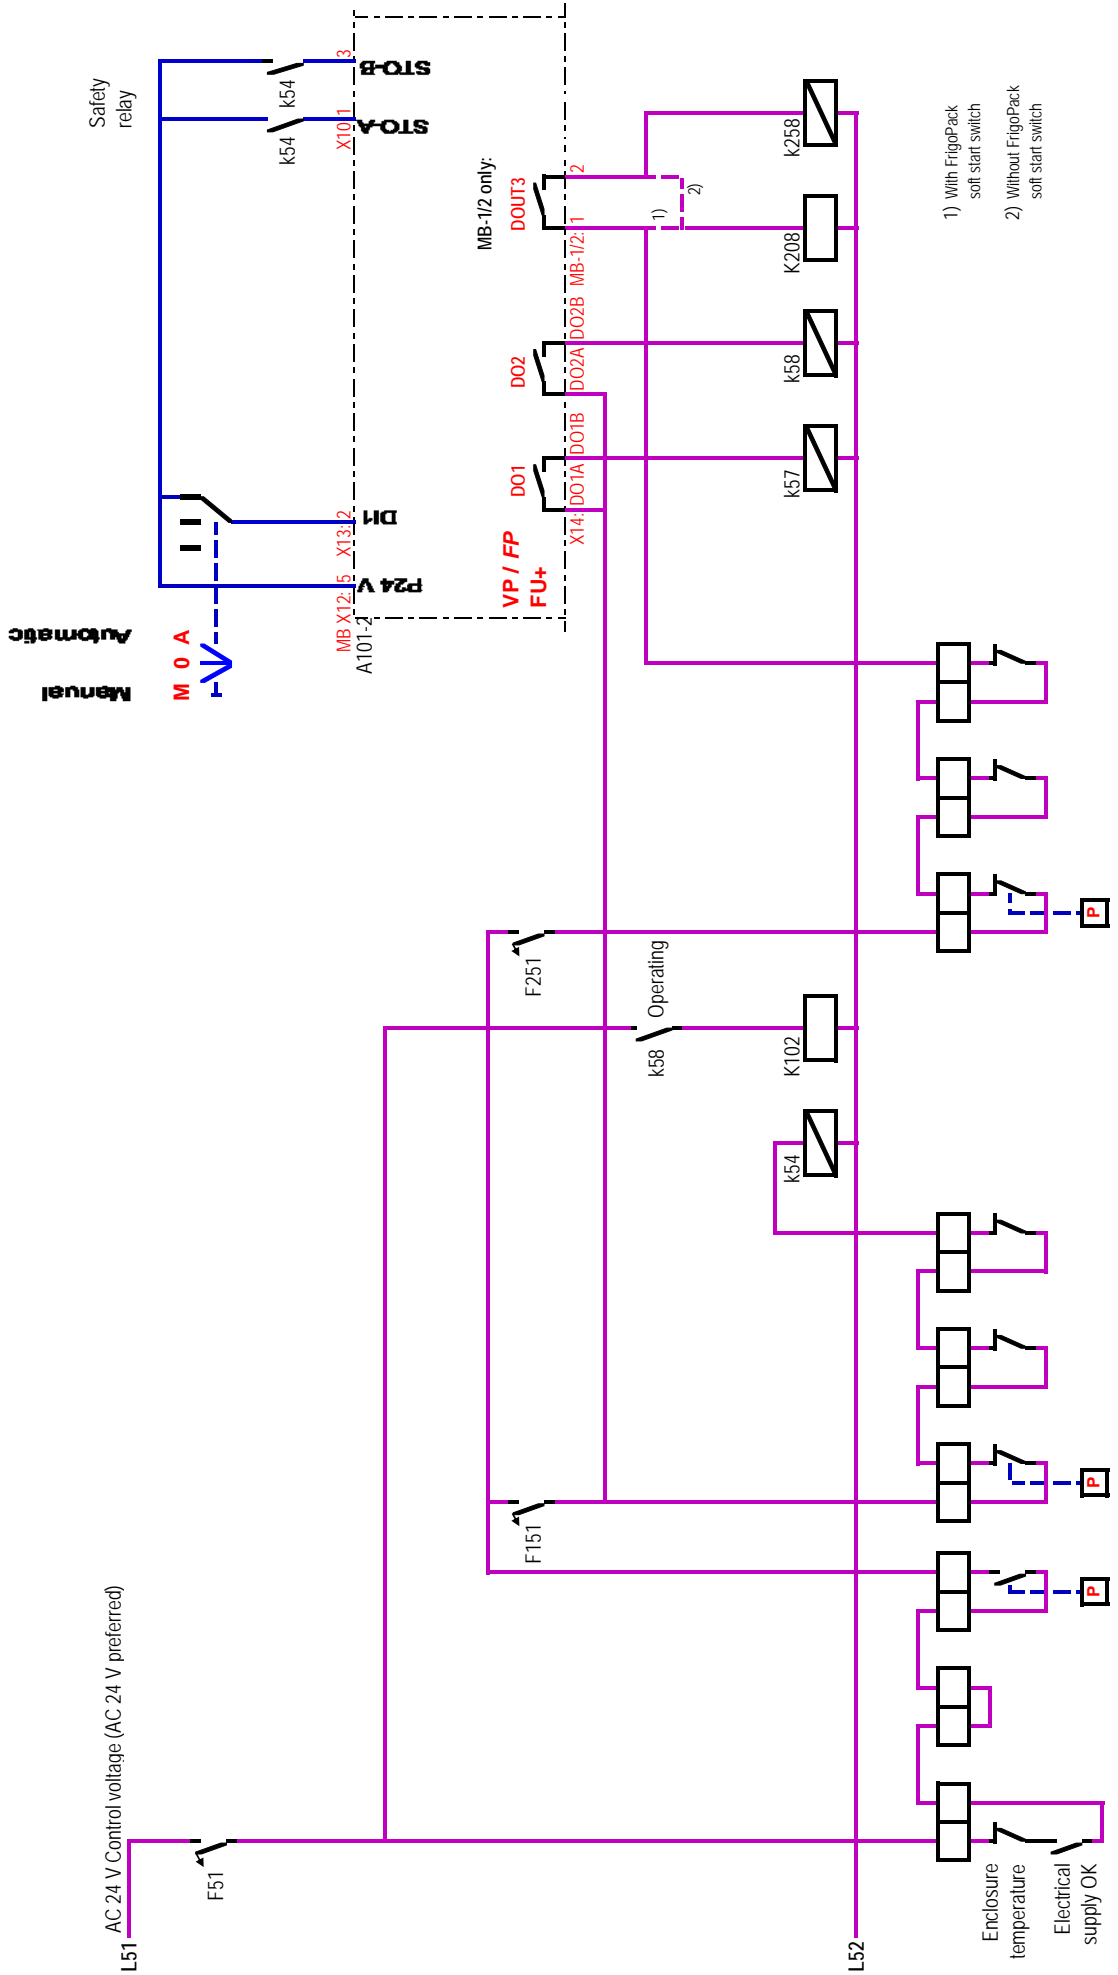 L51
AC 24 V Control voltage (AC 24 V preferred)
F51
L52
Enclosure
temperature
Electrical
supply OK
P
F151
P
k54
K102
k58
Operating
F251
P
Manual
Automatic
M 0 A
MB X12: 5
A101-2
P24 V
X13: 2
DI1
VP / FP
FU+
Safety
relay
k54
k54
X10: 1
3
STO-A
STO-B
DO1
DO2
MB-1/2 only:
DOUT3
X14: DO1A DO1B
DO2A DO2B
MB-1/2: 1
2
1)
2)
k57
k58
K208
k258
1) With FrigoPack
soft start switch
2) Without FrigoPack
soft start switch